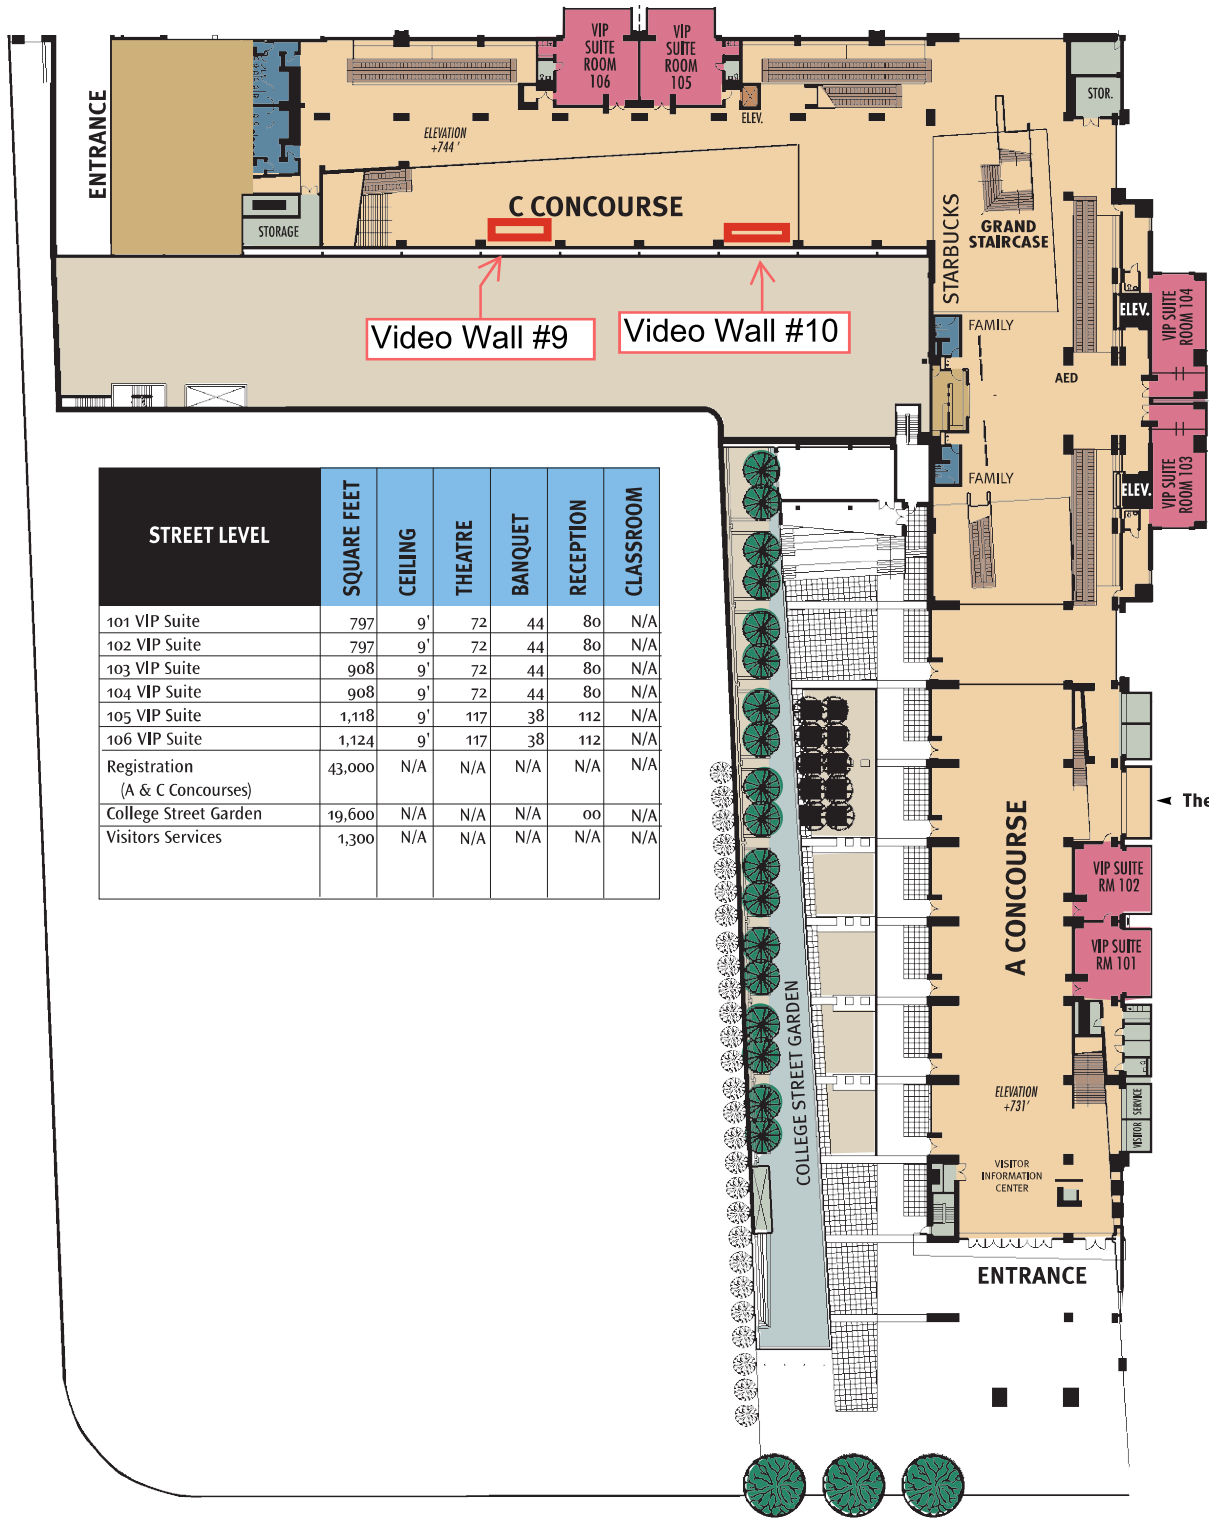 ENTRANCE
VIP
SUITE
ROOM
106
VIP
SUITE
ROOM
105
STOR.
ELEV.
ELEVATION
+744'
C CONCOURSE
STORAGE
STARBUCKS
GRAND
STAIRCASE
Video Wall #9
Video Wall #10
FAMILY
ELEV.
VIP SUITE
ROOM 104
AED
FAMILY
ELEV.
VIP SUITE
ROOM 103
STREET LEVEL SQUARE FEET CEILING THEATRE BANQUET RECEPTION CLASSROOM
101 VIP Suite 797 9' 72 44 80 N/A
102 VIP Suite 797 9' 72 44 80 N/A
103 VIP Suite 908 9' 72 44 80 N/A
104 VIP Suite 908 9' 72 44 80 N/A
105 VIP Suite 1,118 9' 117 38 112 N/A
106 VIP Suite 1,124 9' 117 38 112 N/A
Registration 43,000 N/A N/A N/A N/A N/A
(A & C Concourses)
College Street Garden 19,600 N/A N/A N/A 00 N/A
Visitors Services 1,300 N/A N/A N/A N/A N/A
The
A CONCOURSE
VIP SUITE
RM 102
VIP SUITE
RM 101
COLLEGE STREET GARDEN
ELEVATION
+731'
VISITOR SERVICE
VISITOR
INFORMATION
CENTER
ENTRANCE